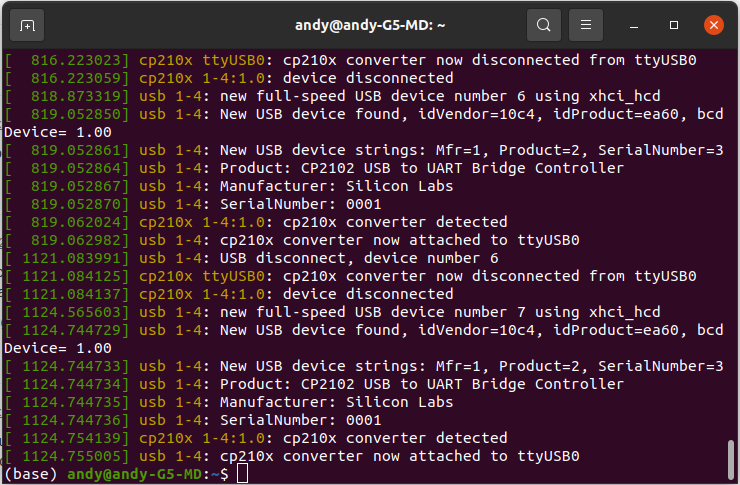 andy@andy-G5-MD: ~
[  816.223023] cp210x ttyUSB0: cp210x converter now disconnected from ttyUSB0
[  816.223059] cp210x 1-4:1.0: device disconnected
[  818.873319] usb 1-4: new full-speed USB device number 6 using xhci_hcd
[  819.052850] usb 1-4: New USB device found, idVendor=10c4, idProduct=ea60, bcd
Device= 1.00
[  819.052861] usb 1-4: New USB device strings: Mfr=1, Product=2, SerialNumber=3
[  819.052864] usb 1-4: Product: CP2102 USB to UART Bridge Controller
[  819.052867] usb 1-4: Manufacturer: Silicon Labs
[  819.052870] usb 1-4: SerialNumber: 0001
[  819.062024] cp210x 1-4:1.0: cp210x converter detected
[  819.062982] usb 1-4: cp210x converter now attached to ttyUSB0
[ 1121.083991] usb 1-4: USB disconnect, device number 6
[ 1121.084125] cp210x ttyUSB0: cp210x converter now disconnected from ttyUSB0
[ 1121.084137] cp210x 1-4:1.0: device disconnected
[ 1124.565603] usb 1-4: new full-speed USB device number 7 using xhci_hcd
[ 1124.744729] usb 1-4: New USB device found, idVendor=10c4, idProduct=ea60, bcd
Device= 1.00
[ 1124.744733] usb 1-4: New USB device strings: Mfr=1, Product=2, SerialNumber=3
[ 1124.744734] usb 1-4: Product: CP2102 USB to UART Bridge Controller
[ 1124.744735] usb 1-4: Manufacturer: Silicon Labs
[ 1124.744736] usb 1-4: SerialNumber: 0001
[ 1124.754139] cp210x 1-4:1.0: cp210x converter detected
[ 1124.755005] usb 1-4: cp210x converter now attached to ttyUSB0
(base) andy@andy-G5-MD:~$